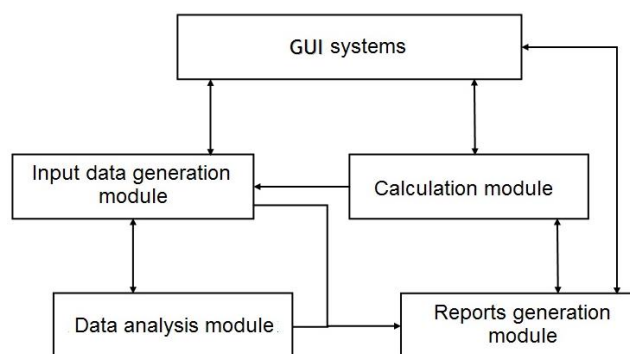 GUI systems
Input data generation
module
Calculation module
Data analysis module
Reports generation
module